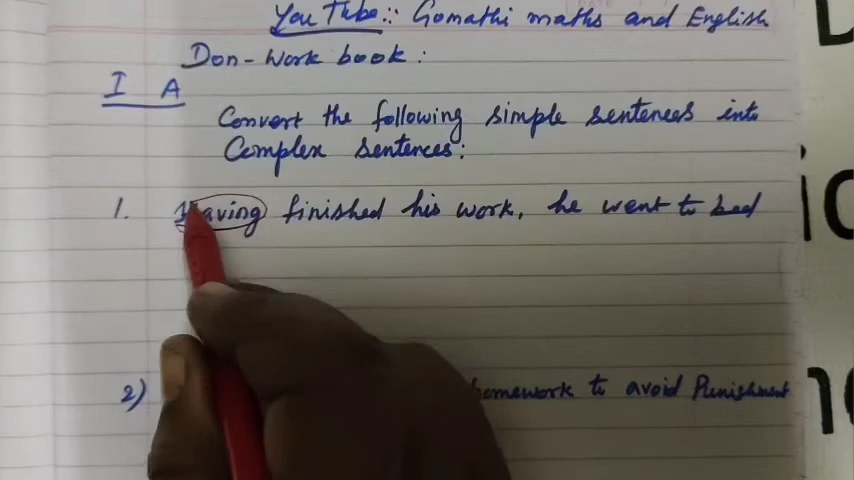 YouTube:: Gomathi maths and English
Don-Work book:
I A
Convert the following simple sentences into
Complex sentences:
1. Having finished his work, he went to bed
2) homework to avoid Punishment